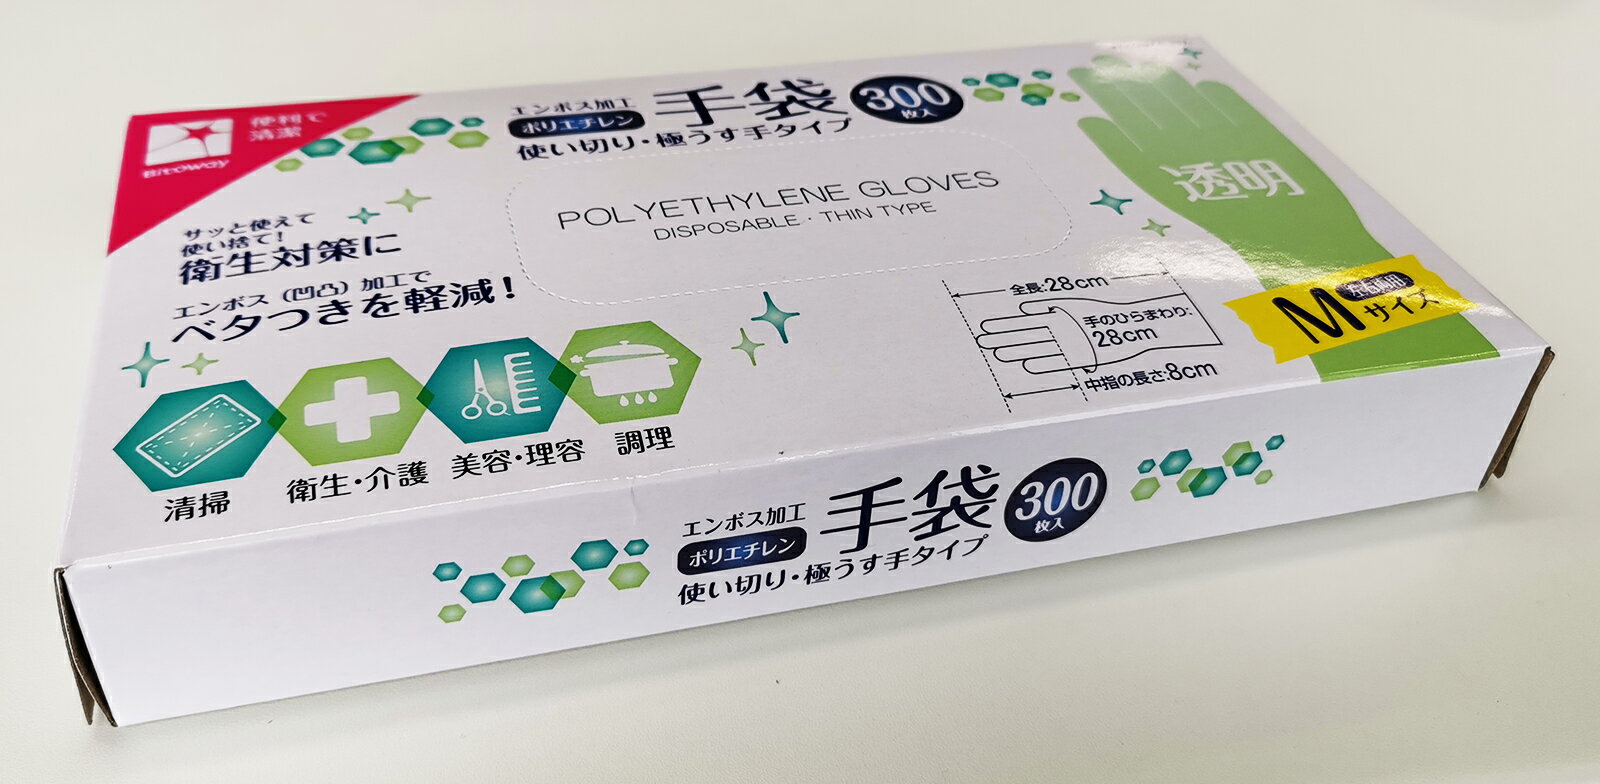 便利で
清潔
Bitoway
エンボス加工
ポリエチレン
手袋
300
枚入
使い切り・極うす手タイプ
POLYETHYLENE GLOVES
DISPOSABLE・THIN TYPE
サッと使えて
使い捨て!
衛生対策に
エンボス(凹凸)加工で
ベタつきを軽減!
清掃
衛生・介護
美容・理容
調理
透明
全長:28cm
手のひらまわり:
28cm
中指の長さ:8cm
M
左右両用
サイズ
エンボス加工
ポリエチレン
手袋
300
枚入
使い切り・極うす手タイプ